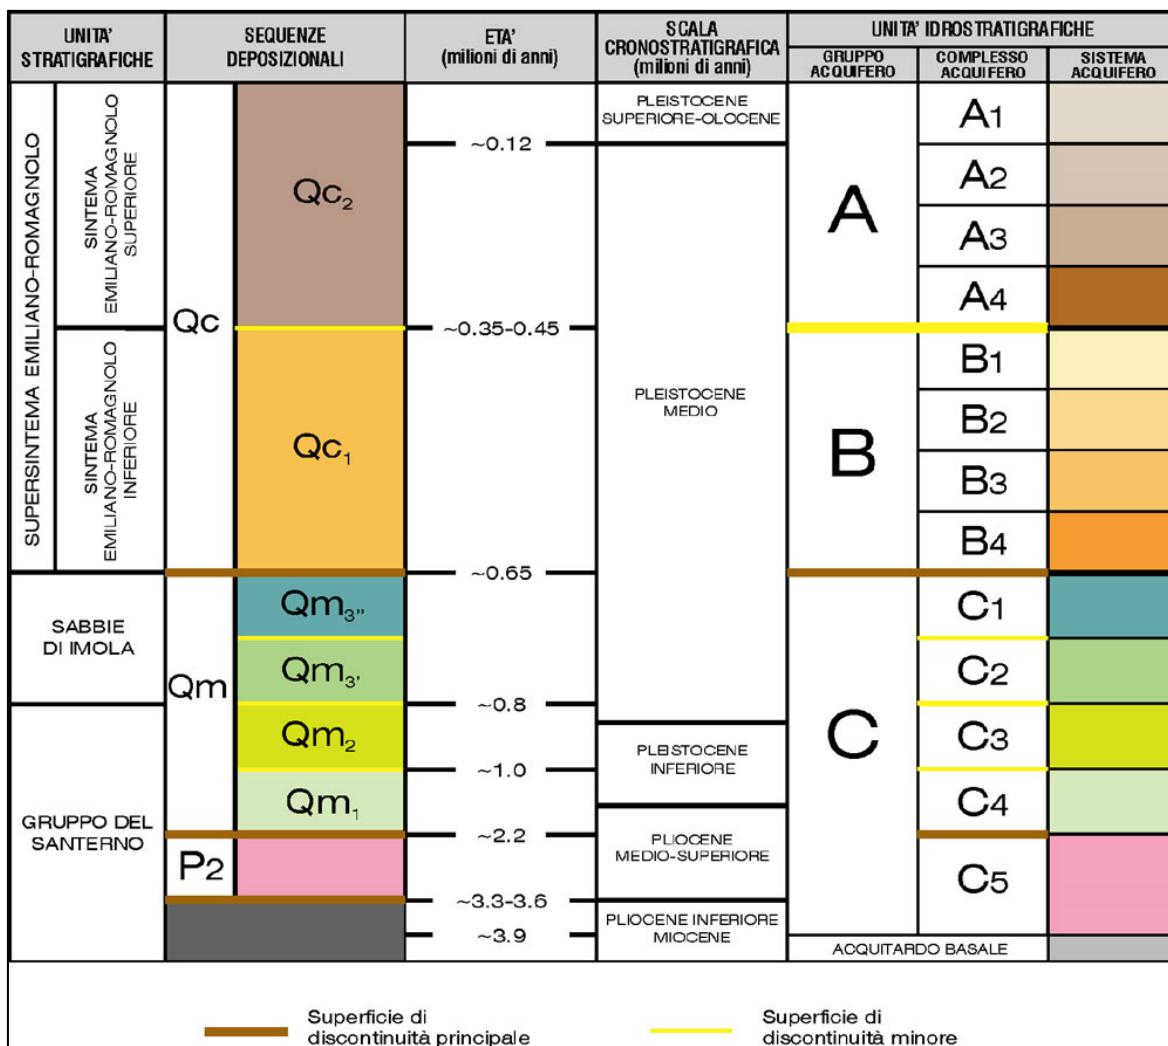 UNITA'
STRATIGRAFICHE
SEQUENZE
DEPOSIZIONALI
ETA'
(milioni di anni)
SCALA
CRONOSTRATIGRAFICA
(milioni di anni)
UNITA' IDROSTRATIGRAFICHE
GRUPPO
ACQUIFERO
COMPLESSO
ACQUIFERO
SISTEMA
ACQUIFERO
SUPERSINTEMA EMILIANO-ROMAGNOLO
SINTEMA
EMILIANO-ROMAGNOLO
SUPERIORE
SINTEMA
EMILIANO-ROMAGNOLO
INFERIORE
SABBIE
DI IMOLA
GRUPPO DEL
SANTERNO
Qc
Qm
P2
Qc2
Qc1
Qm3''
Qm3'
Qm2
Qm1
~0.12
~0.35-0.45
~0.65
~0.8
~1.0
~2.2
~3.3-3.6
~3.9
PLEISTOCENE
SUPERIORE-OLOCENE
PLEISTOCENE
MEDIO
PLEISTOCENE
INFERIORE
PLIOCENE
MEDIO-SUPERIORE
PLIOCENE INFERIORE
MIOCENE
A
B
C
A1
A2
A3
A4
B1
B2
B3
B4
C1
C2
C3
C4
C5
ACQUITARDO BASALE
Superficie di
discontinuità principale
Superficie di
discontinuità minore